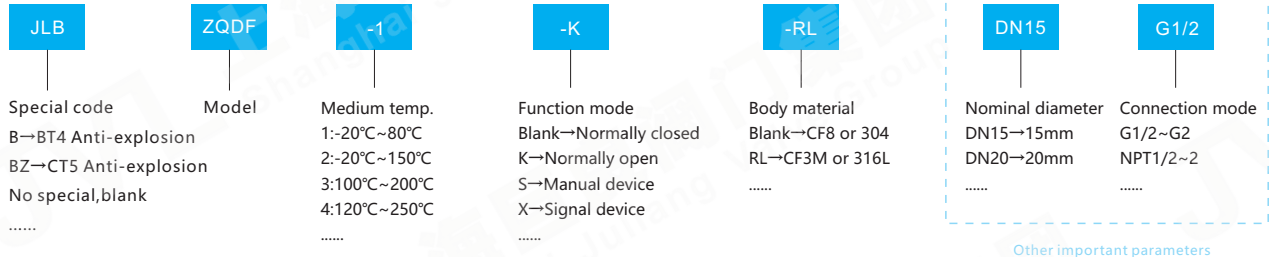 JLB
ZQDF
-1
-K
-RL
DN15
G1/2
Special code
B→BT4 Anti-explosion
BZ→CT5 Anti-explosion
No special,blank
......
Model
Medium temp.
1:-20℃~80℃
2:-20℃~150℃
3:100℃~200℃
4:120℃~250℃
......
Function mode
Blank→Normally closed
K→Normally open
S→Manual device
X→Signal device
......
Body material
Blank→CF8 or 304
RL→CF3M or 316L
......
Nominal diameter
DN15→15mm
DN20→20mm
......
Connection mode
G1/2~G2
NPT1/2~2
......
Other important parameters